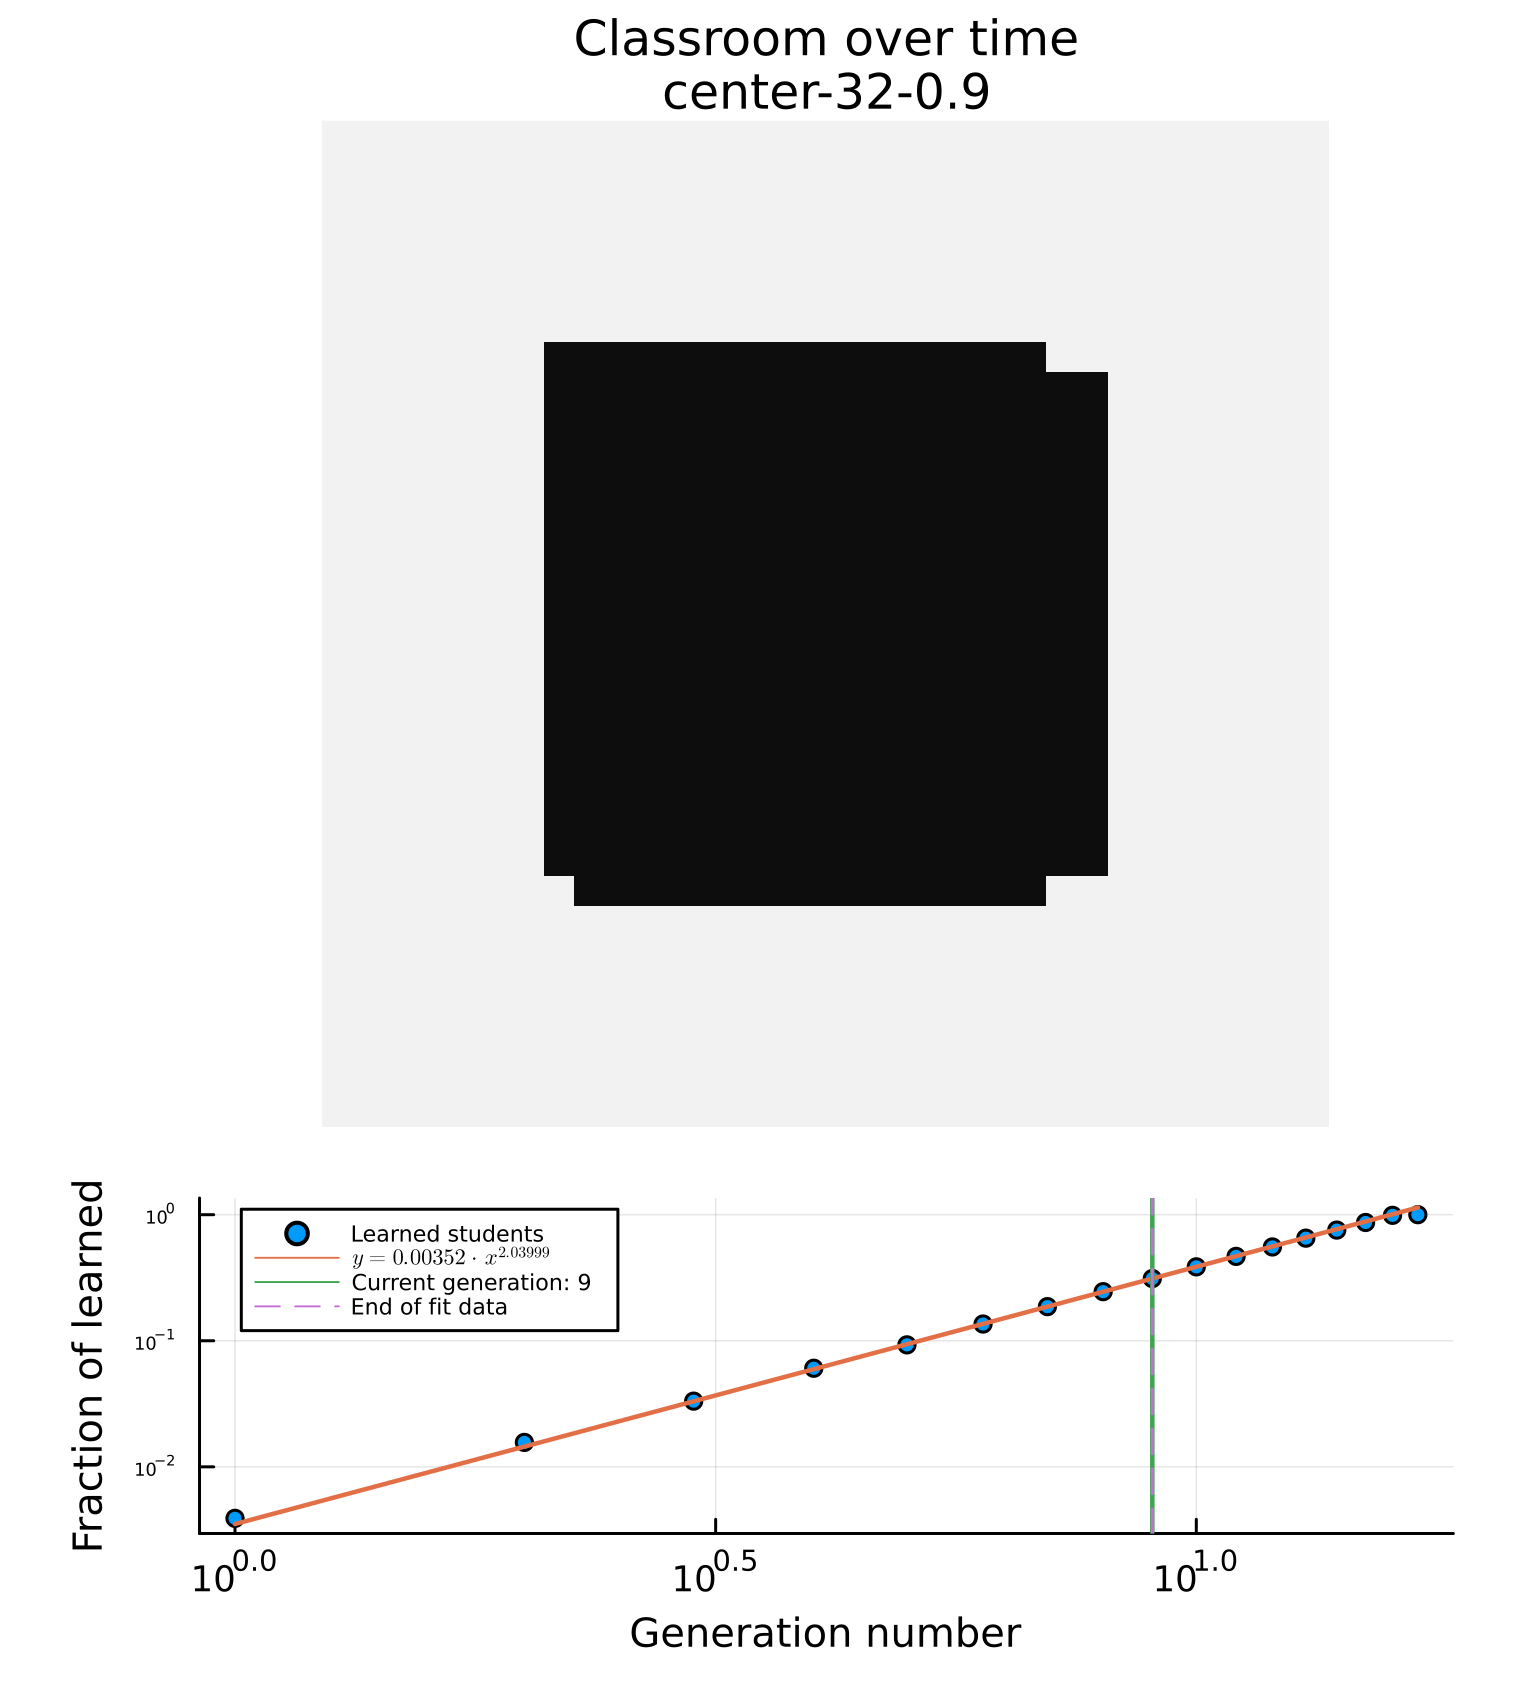 Classroom over time
center-32-0.9
Fraction of learned
10^0
10^-1
10^-2
Learned students
y = 0.00352 · x^2.03999
Current generation: 9
End of fit data
10^0.0 10^0.5 10^1.0
Generation number